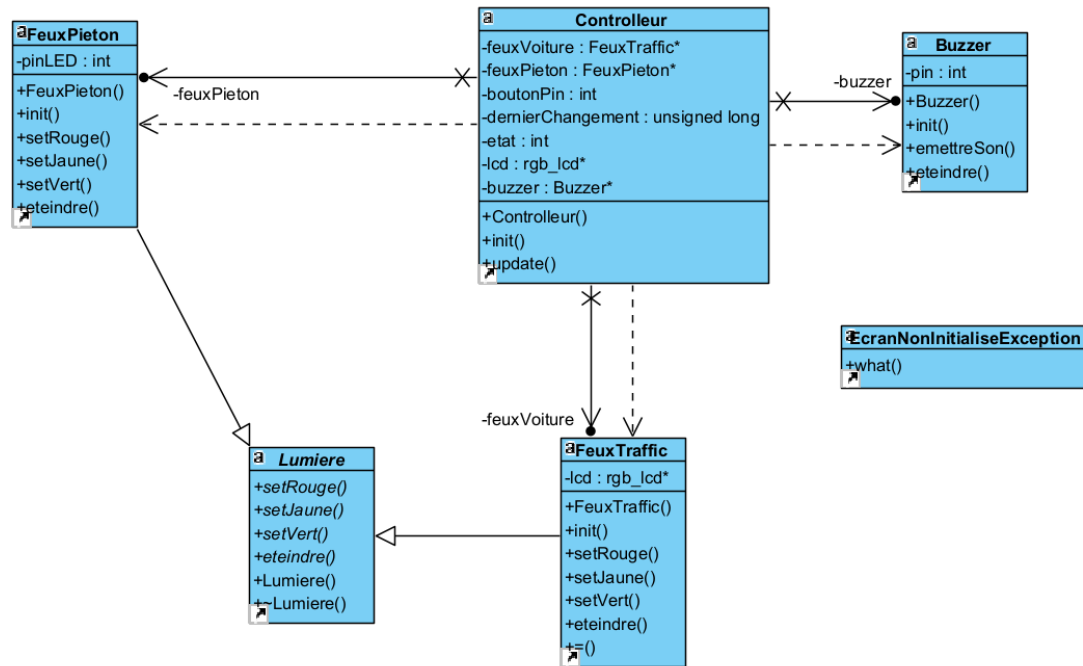 FeuxPieton
-pinLED : int
+FeuxPieton()
+init()
+setRouge()
+setJaune()
+setVert()
+eteindre()
-feuxPieton
Controlleur
-feuxVoiture : FeuxTraffic*
-feuxPieton : FeuxPieton*
-boutonPin : int
-dernierChangement : unsigned long
-etat : int
-lcd : rgb_lcd*
-buzzer : Buzzer*
+Controlleur()
+init()
+update()
-buzzer
Buzzer
-pin : int
+Buzzer()
+init()
+emettreSon()
+eteindre()
EcranNonInitialiseException
+what()
-feuxVoiture
Lumiere
+setRouge()
+setJaune()
+setVert()
+eteindre()
+Lumiere()
+~Lumiere()
FeuxTraffic
-lcd : rgb_lcd*
+FeuxTraffic()
+init()
+setRouge()
+setJaune()
+setVert()
+eteindre()
+=()